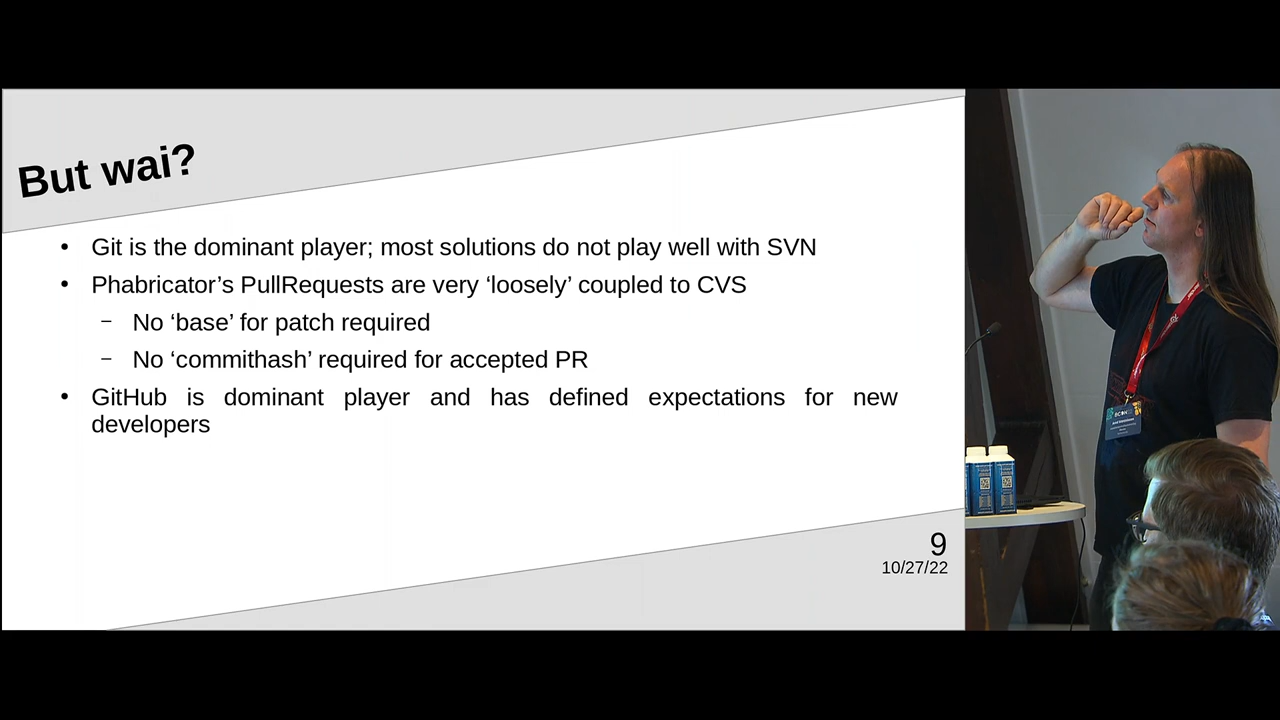 But wai?
• Git is the dominant player; most solutions do not play well with SVN
• Phabricator’s PullRequests are very ‘loosely’ coupled to CVS
– No ‘base’ for patch required
– No ‘commithash’ required for accepted PR
• GitHub is dominant player and has defined expectations for new
developers
9
10/27/22